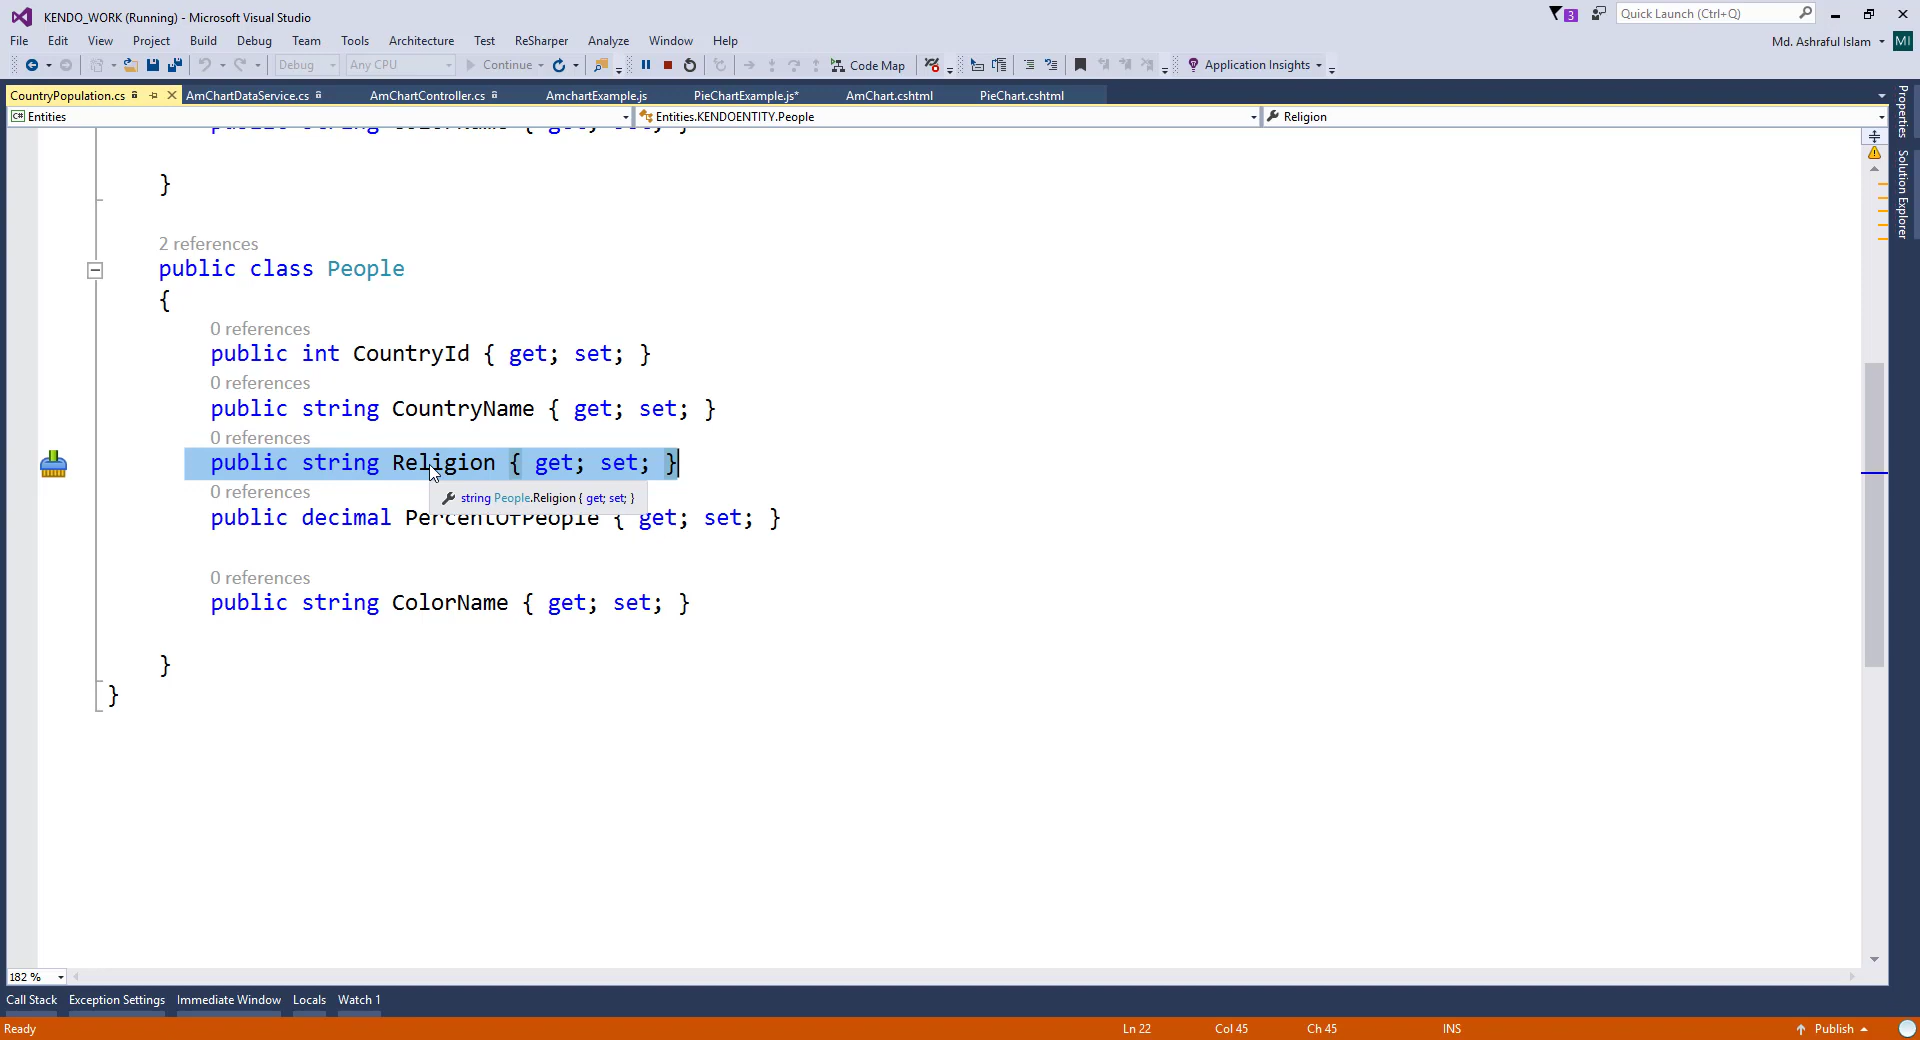 KENDO_WORK (Running) - Microsoft Visual Studio
3
Quick Launch (Ctrl+Q)
File Edit View Project Build Debug Team Tools Architecture Test ReSharper Analyze Window Help
Md. Ashraful Islam MI
Debug Any CPU Continue Code Map Application Insights
CountryPopulation.cs AmChartDataService.cs AmChartController.cs AmchartExample.js PieChartExample.js* AmChart.cshtml PieChart.cshtml
Entities Entities.KENDOENTITY.People Religion
Properties
Solution Explorer
}
2 references
public class People
{
0 references
public int CountryId { get; set; }
0 references
public string CountryName { get; set; }
0 references
public string Religion { get; set; }
0 references
string People.Religion { get; set; }
public decimal PercentOfPeople { get; set; }
0 references
public string ColorName { get; set; }
}
}
182 %
Call Stack Exception Settings Immediate Window Locals Watch 1
Ready Ln 22 Col 45 Ch 45 INS Publish